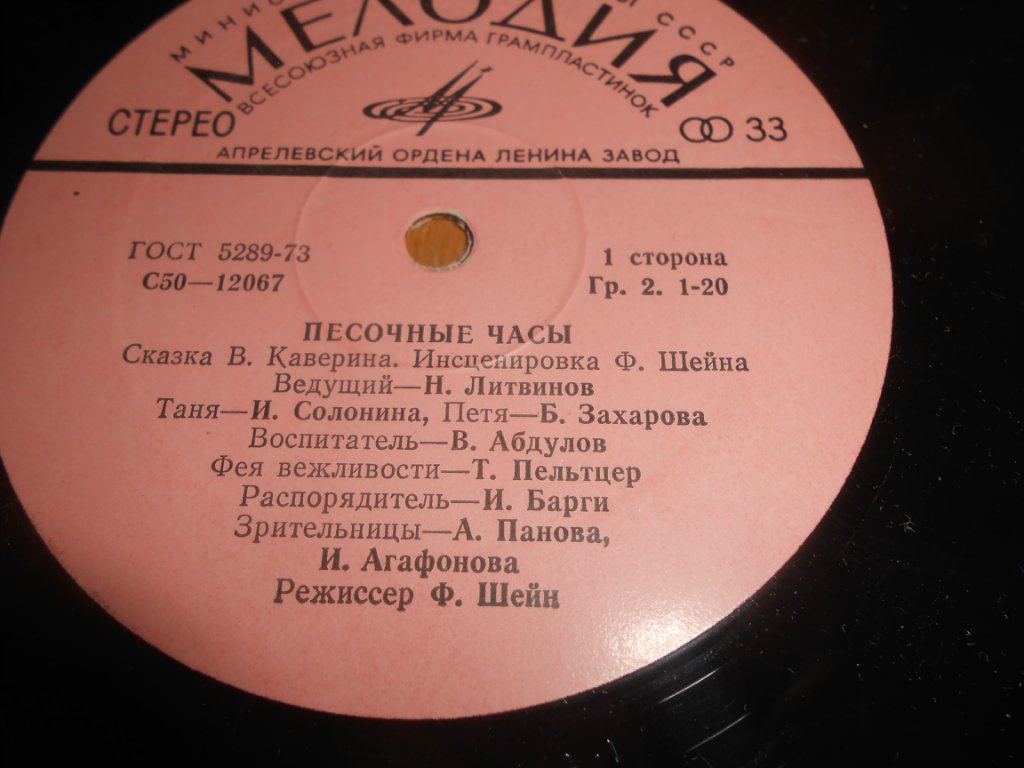 МЕЛОДИЯ
СССР
ВСЕСОЮЗНАЯ ФИРМА ГРАМПЛАСТИНОК
СТЕРЕО
33
АПРЕЛЕВСКИЙ ОРДЕНА ЛЕНИНА ЗАВОД
ГОСТ 5289-73
1 сторона
С50—12067
Гр. 2. 1-20
ПЕСОЧНЫЕ ЧАСЫ
Сказка В. Каверина. Инсценировка Ф. Шейна
Ведущий—Н. Литвинов
Таня—И. Солонина, Петя—Б. Захарова
Воспитатель—В. Абдулов
Фея вежливости—Т. Пельтцер
Распорядитель—И. Барги
Зрительницы—А. Панова,
И. Агафонова
Режиссер Ф. Шейн